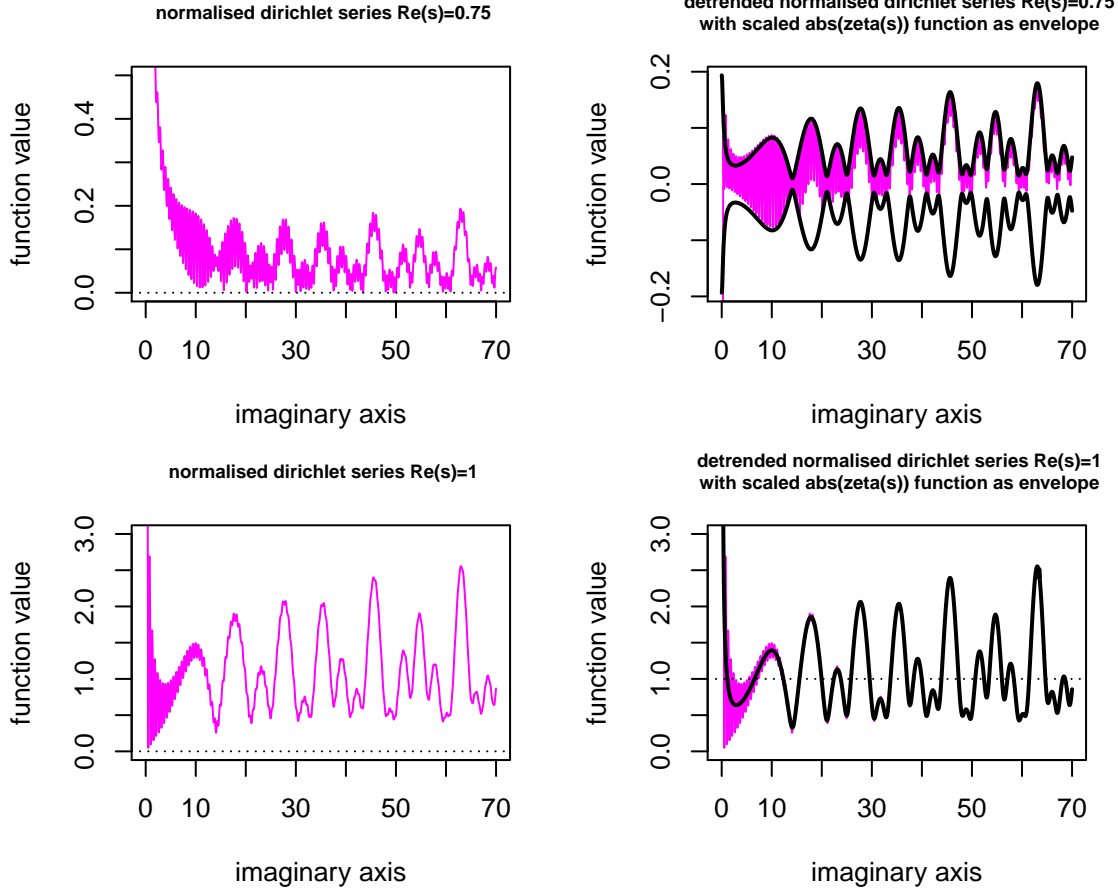 normalised dirichlet series Re(s)=0.75
function value
0.0
0.2
0.4
0 10 30 50 70
imaginary axis
detrended normalised dirichlet series Re(s)=0.75
with scaled abs(zeta(s)) function as envelope
function value
−0.2
0.0
0.2
0 10 30 50 70
imaginary axis
normalised dirichlet series Re(s)=1
function value
0.0
1.0
2.0
3.0
0 10 30 50 70
imaginary axis
detrended normalised dirichlet series Re(s)=1
with scaled abs(zeta(s)) function as envelope
function value
0.0
1.0
2.0
3.0
0 10 30 50 70
imaginary axis